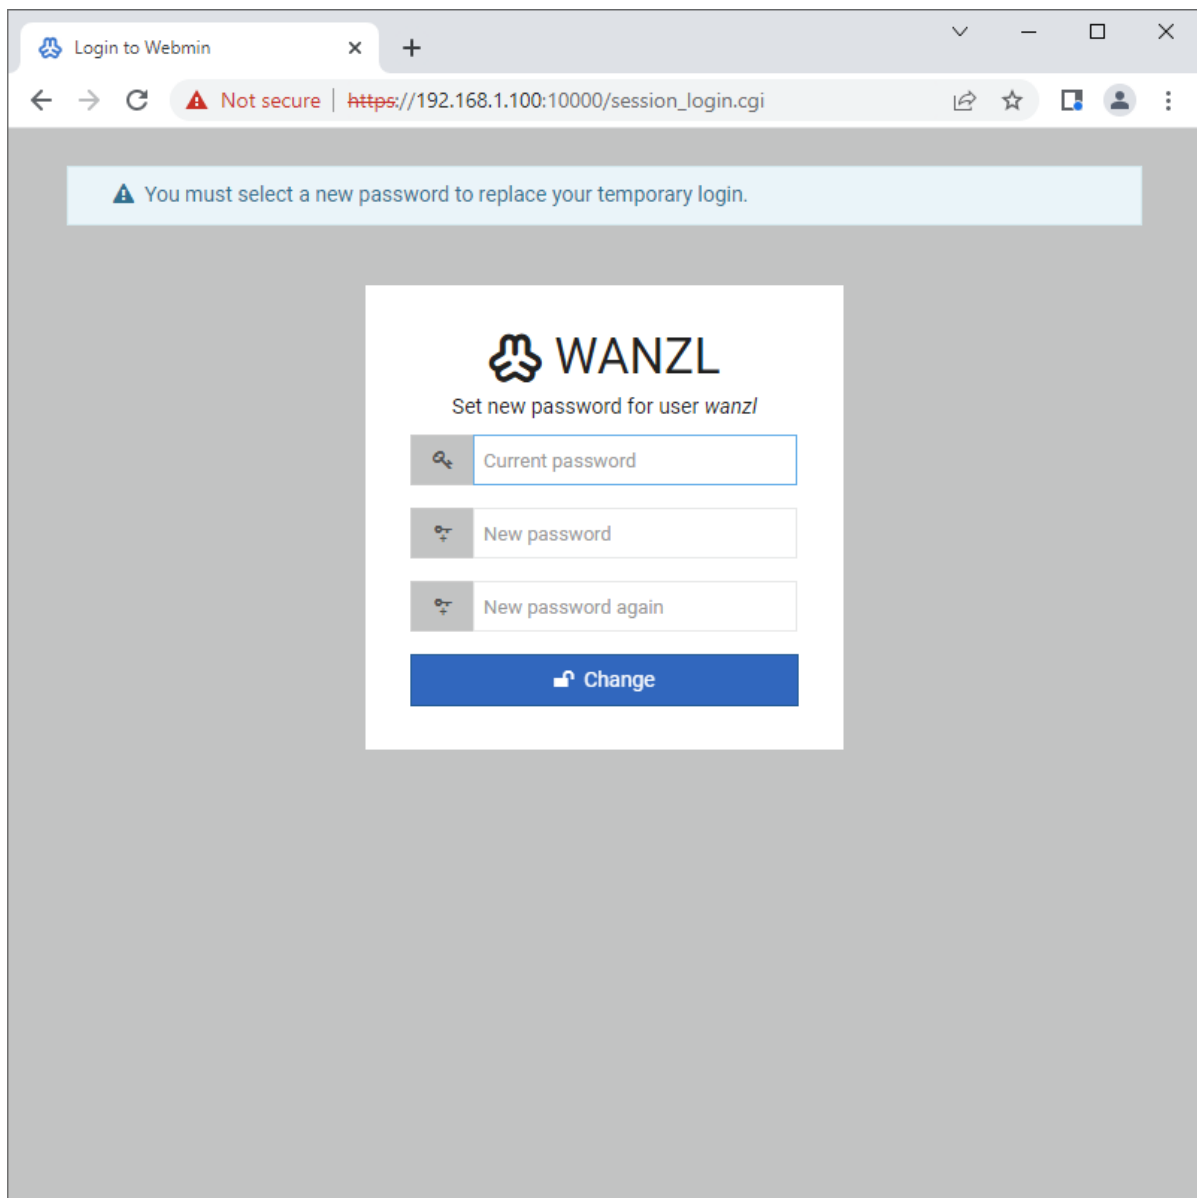 Login to Webmin
Not secure https://192.168.1.100:10000/session_login.cgi
You must select a new password to replace your temporary login.
WANZL
Set new password for user wanzl
Current password
New password
New password again
Change